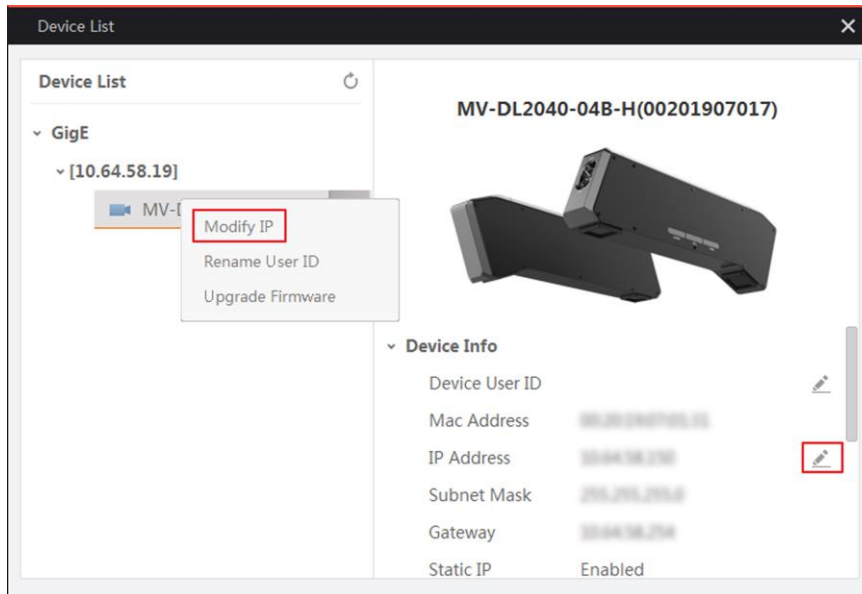 Device List
Device List
GigE
[10.64.58.19]
Modify IP
Rename User ID
Upgrade Firmware
MV-DL2040-04B-H(00201907017)
Device Info
Device User ID
Mac Address
IP Address
Subnet Mask
Gateway
Static IP Enabled